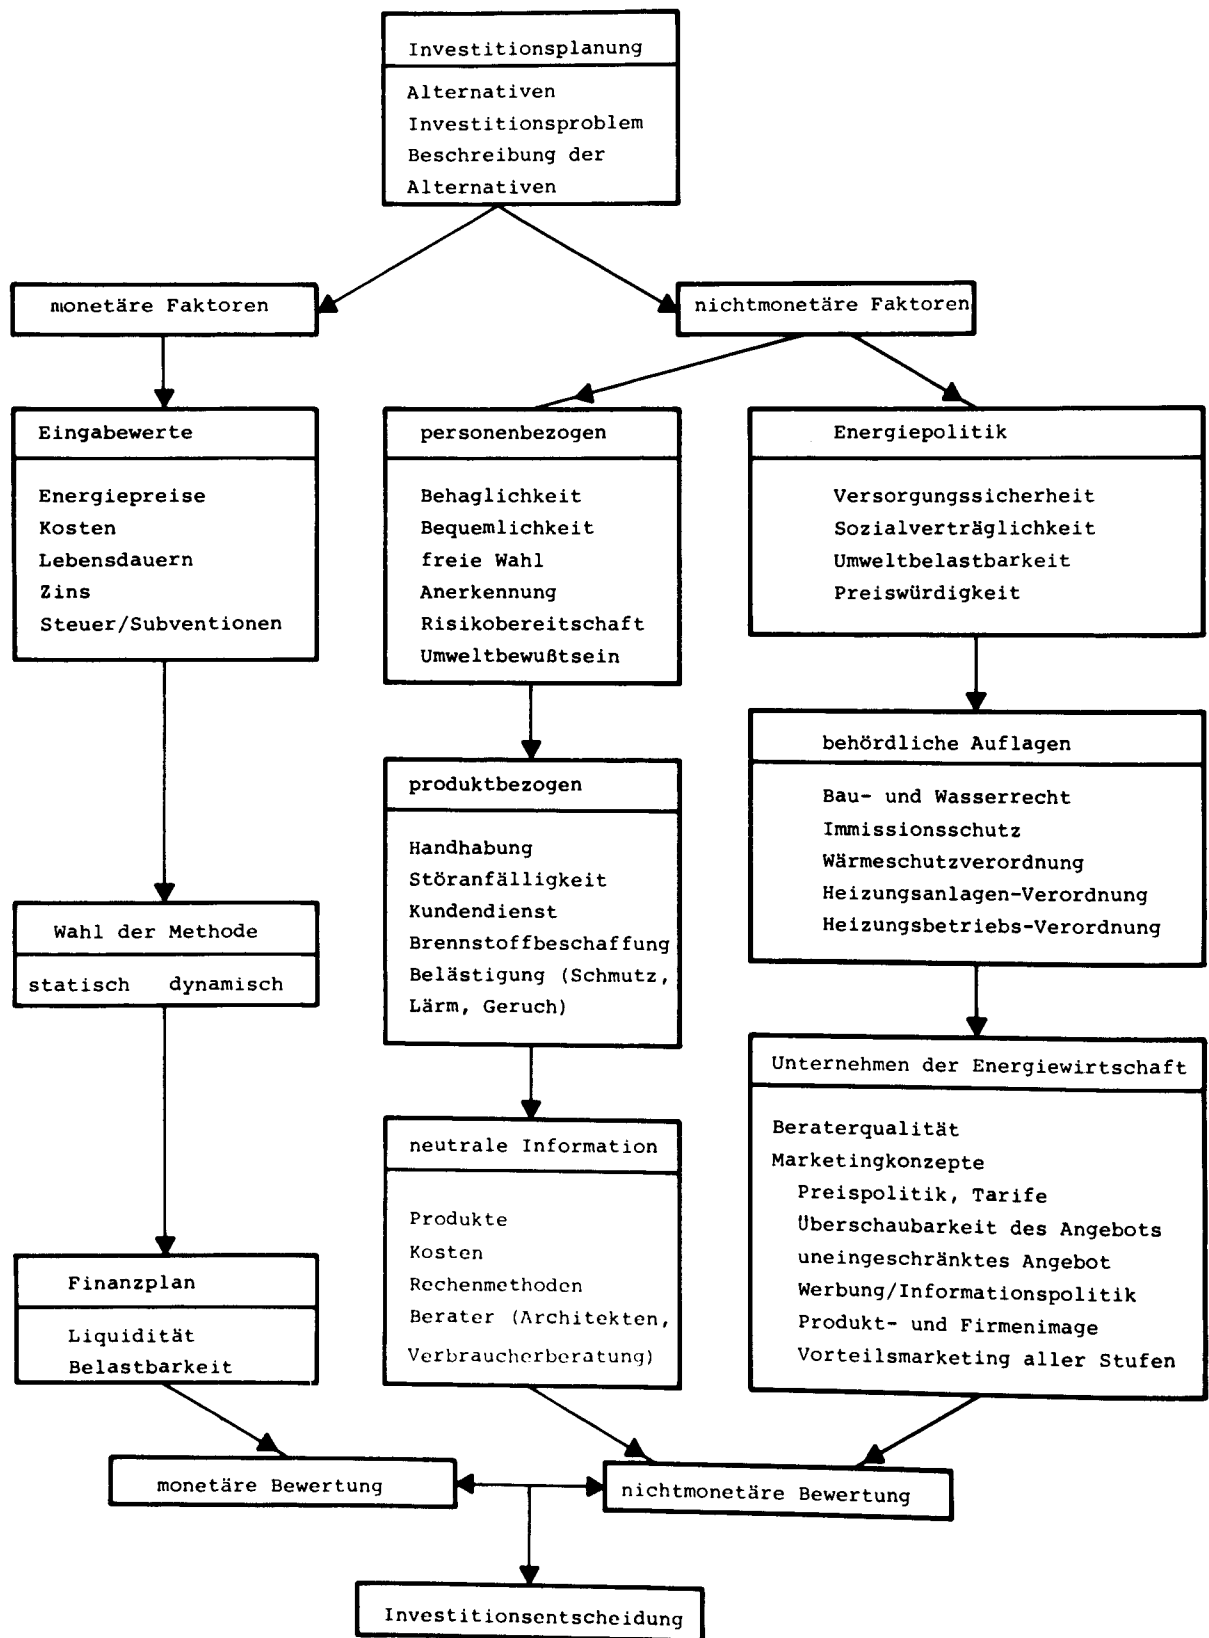 Investitionsplanung
Alternativen
Investitionsproblem
Beschreibung der
Alternativen
monetäre Faktoren
nichtmonetäre Faktoren
Eingabewerte
Energiepreise
Kosten
Lebensdauern
Zins
Steuer/Subventionen
Wahl der Methode
statisch dynamisch
Finanzplan
Liquidität
Belastbarkeit
personenbezogen
Behaglichkeit
Bequemlichkeit
freie Wahl
Anerkennung
Risikobereitschaft
Umweltbewußtsein
produktbezogen
Handhabung
Störanfälligkeit
Kundendienst
Brennstoffbeschaffung
Belästigung (Schmutz,
Lärm, Geruch)
neutrale Information
Produkte
Kosten
Rechenmethoden
Berater (Architekten,
Verbraucherberatung)
Energiepolitik
Versorgungssicherheit
Sozialverträglichkeit
Umweltbelastbarkeit
Preiswürdigkeit
behördliche Auflagen
Bau- und Wasserrecht
Immissionsschutz
Wärmeschutzverordnung
Heizungsanlagen-Verordnung
Heizungsbetriebs-Verordnung
Unternehmen der Energiewirtschaft
Beraterqualität
Marketingkonzepte
Preispolitik, Tarife
Überschaubarkeit des Angebots
uneingeschränktes Angebot
Werbung/Informationspolitik
Produkt- und Firmenimage
Vorteilsmarketing aller Stufen
monetäre Bewertung
nichtmonetäre Bewertung
Investitionsentscheidung